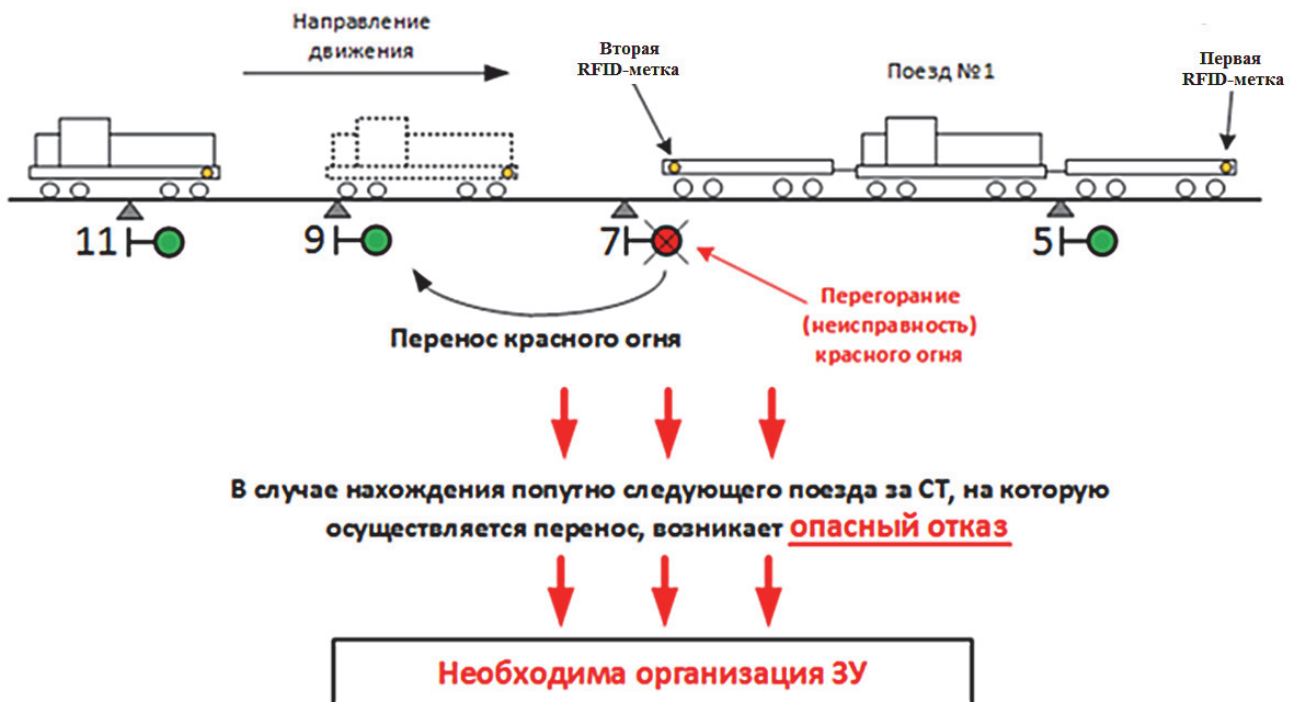 Направление
движения
Вторая
RFID-метка
Поезд №1
Первая
RFID-метка
11
9
7
5
Перенос красного огня
Перегорание
(неисправность)
красного огня
В случае нахождения попутно следующего поезда за СТ, на которую
осуществляется перенос, возникает опасный отказ
Необходима организация ЗУ